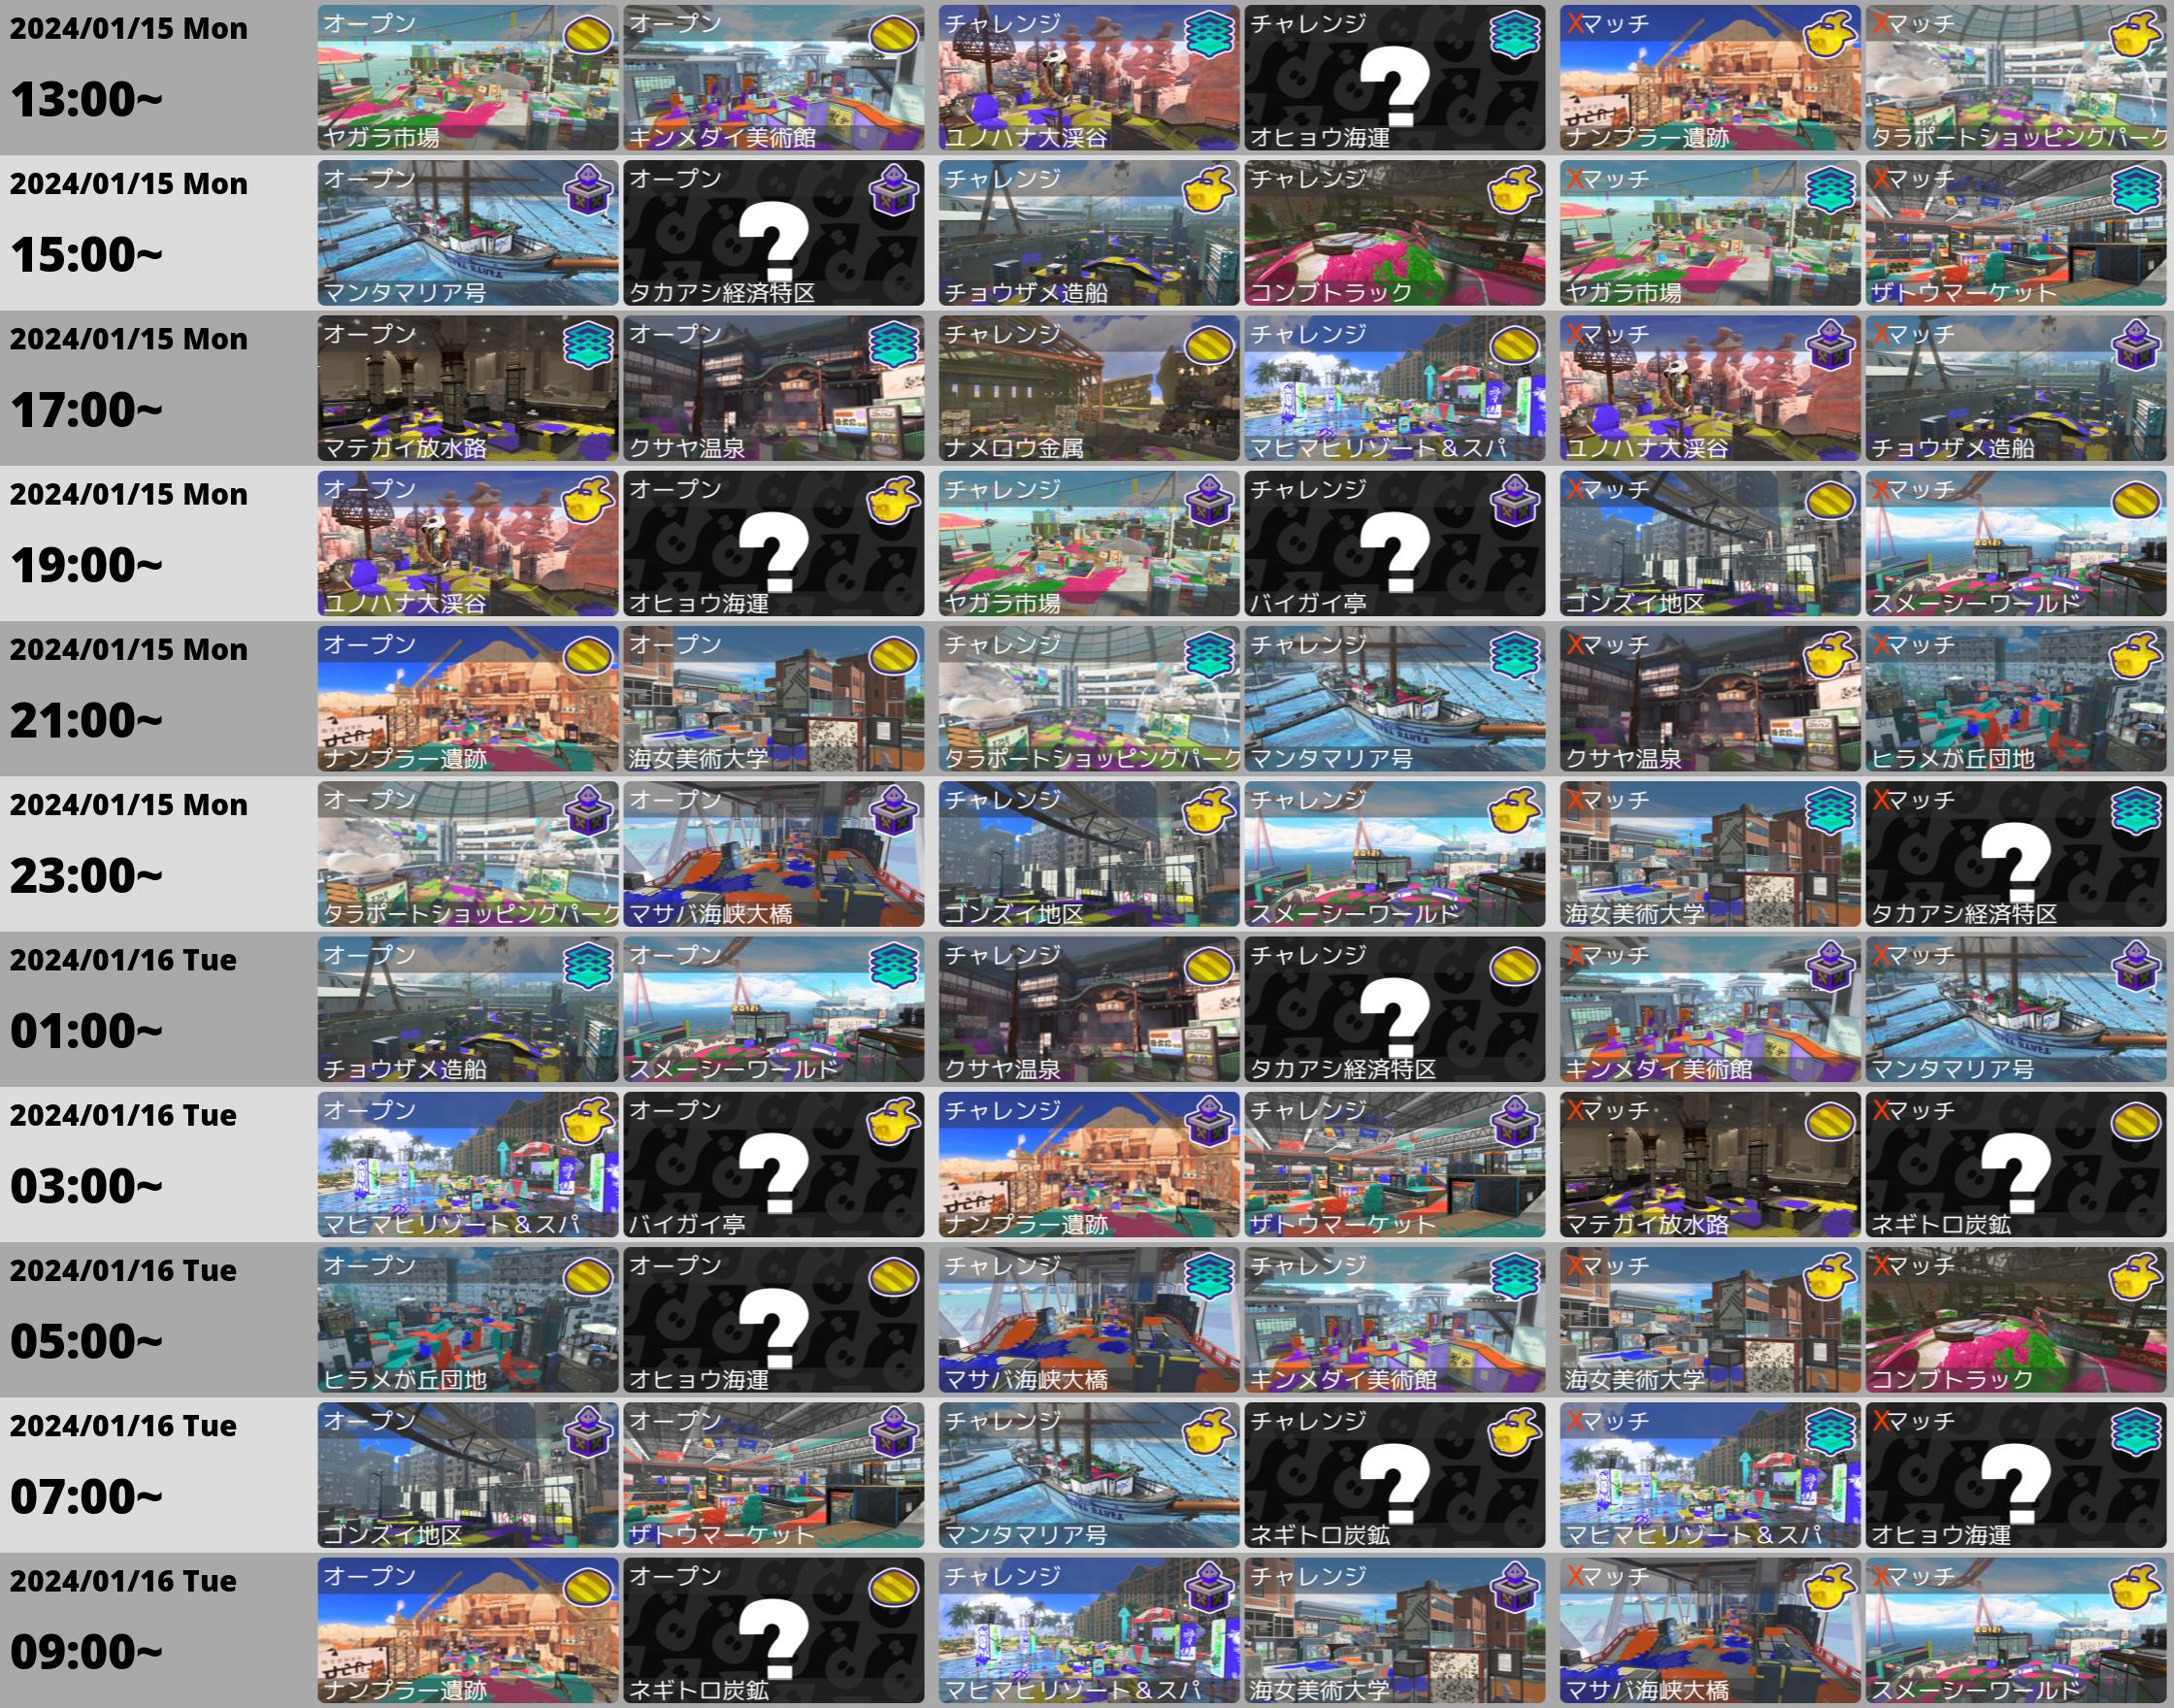 2024/01/15 Mon
13:00~
オープン
ヤガラ市場
オープン
キンメダイ美術館
チャレンジ
ユノハナ大渓谷
チャレンジ
オヒョウ海運
Xマッチ
ナンプラー遺跡
Xマッチ
タラポートショッピングパーク
2024/01/15 Mon
15:00~
オープン
マンタマリア号
オープン
タカアシ経済特区
チャレンジ
チョウザメ造船
チャレンジ
コンブトラック
Xマッチ
ヤガラ市場
Xマッチ
ザトウマーケット
2024/01/15 Mon
17:00~
オープン
マテガイ放水路
オープン
クサヤ温泉
チャレンジ
ナメロウ金属
チャレンジ
マヒマヒリゾート＆スパ
Xマッチ
ユノハナ大渓谷
Xマッチ
チョウザメ造船
2024/01/15 Mon
19:00~
オープン
ユノハナ大渓谷
オープン
オヒョウ海運
チャレンジ
ヤガラ市場
チャレンジ
バイガイ亭
Xマッチ
ゴンズイ地区
Xマッチ
スメーシーワールド
2024/01/15 Mon
21:00~
オープン
ナンプラー遺跡
オープン
海女美術大学
チャレンジ
タラポートショッピングパーク
チャレンジ
マンタマリア号
Xマッチ
クサヤ温泉
Xマッチ
ヒラメが丘団地
2024/01/15 Mon
23:00~
オープン
タラポートショッピングパーク
オープン
マサバ海峡大橋
チャレンジ
ゴンズイ地区
チャレンジ
スメーシーワールド
Xマッチ
海女美術大学
Xマッチ
タカアシ経済特区
2024/01/16 Tue
01:00~
オープン
チョウザメ造船
オープン
スメーシーワールド
チャレンジ
クサヤ温泉
チャレンジ
タカアシ経済特区
Xマッチ
キンメダイ美術館
Xマッチ
マンタマリア号
2024/01/16 Tue
03:00~
オープン
マヒマヒリゾート＆スパ
オープン
バイガイ亭
チャレンジ
ナンプラー遺跡
チャレンジ
ザトウマーケット
Xマッチ
マテガイ放水路
Xマッチ
ネギトロ炭鉱
2024/01/16 Tue
05:00~
オープン
ヒラメが丘団地
オープン
オヒョウ海運
チャレンジ
マサバ海峡大橋
チャレンジ
キンメダイ美術館
Xマッチ
海女美術大学
Xマッチ
コンブトラック
2024/01/16 Tue
07:00~
オープン
ゴンズイ地区
オープン
ザトウマーケット
チャレンジ
マンタマリア号
チャレンジ
ネギトロ炭鉱
Xマッチ
マヒマヒリゾート＆スパ
Xマッチ
オヒョウ海運
2024/01/16 Tue
09:00~
オープン
ナンプラー遺跡
オープン
ネギトロ炭鉱
チャレンジ
マヒマヒリゾート＆スパ
チャレンジ
海女美術大学
Xマッチ
マサバ海峡大橋
Xマッチ
スメーシーワールド